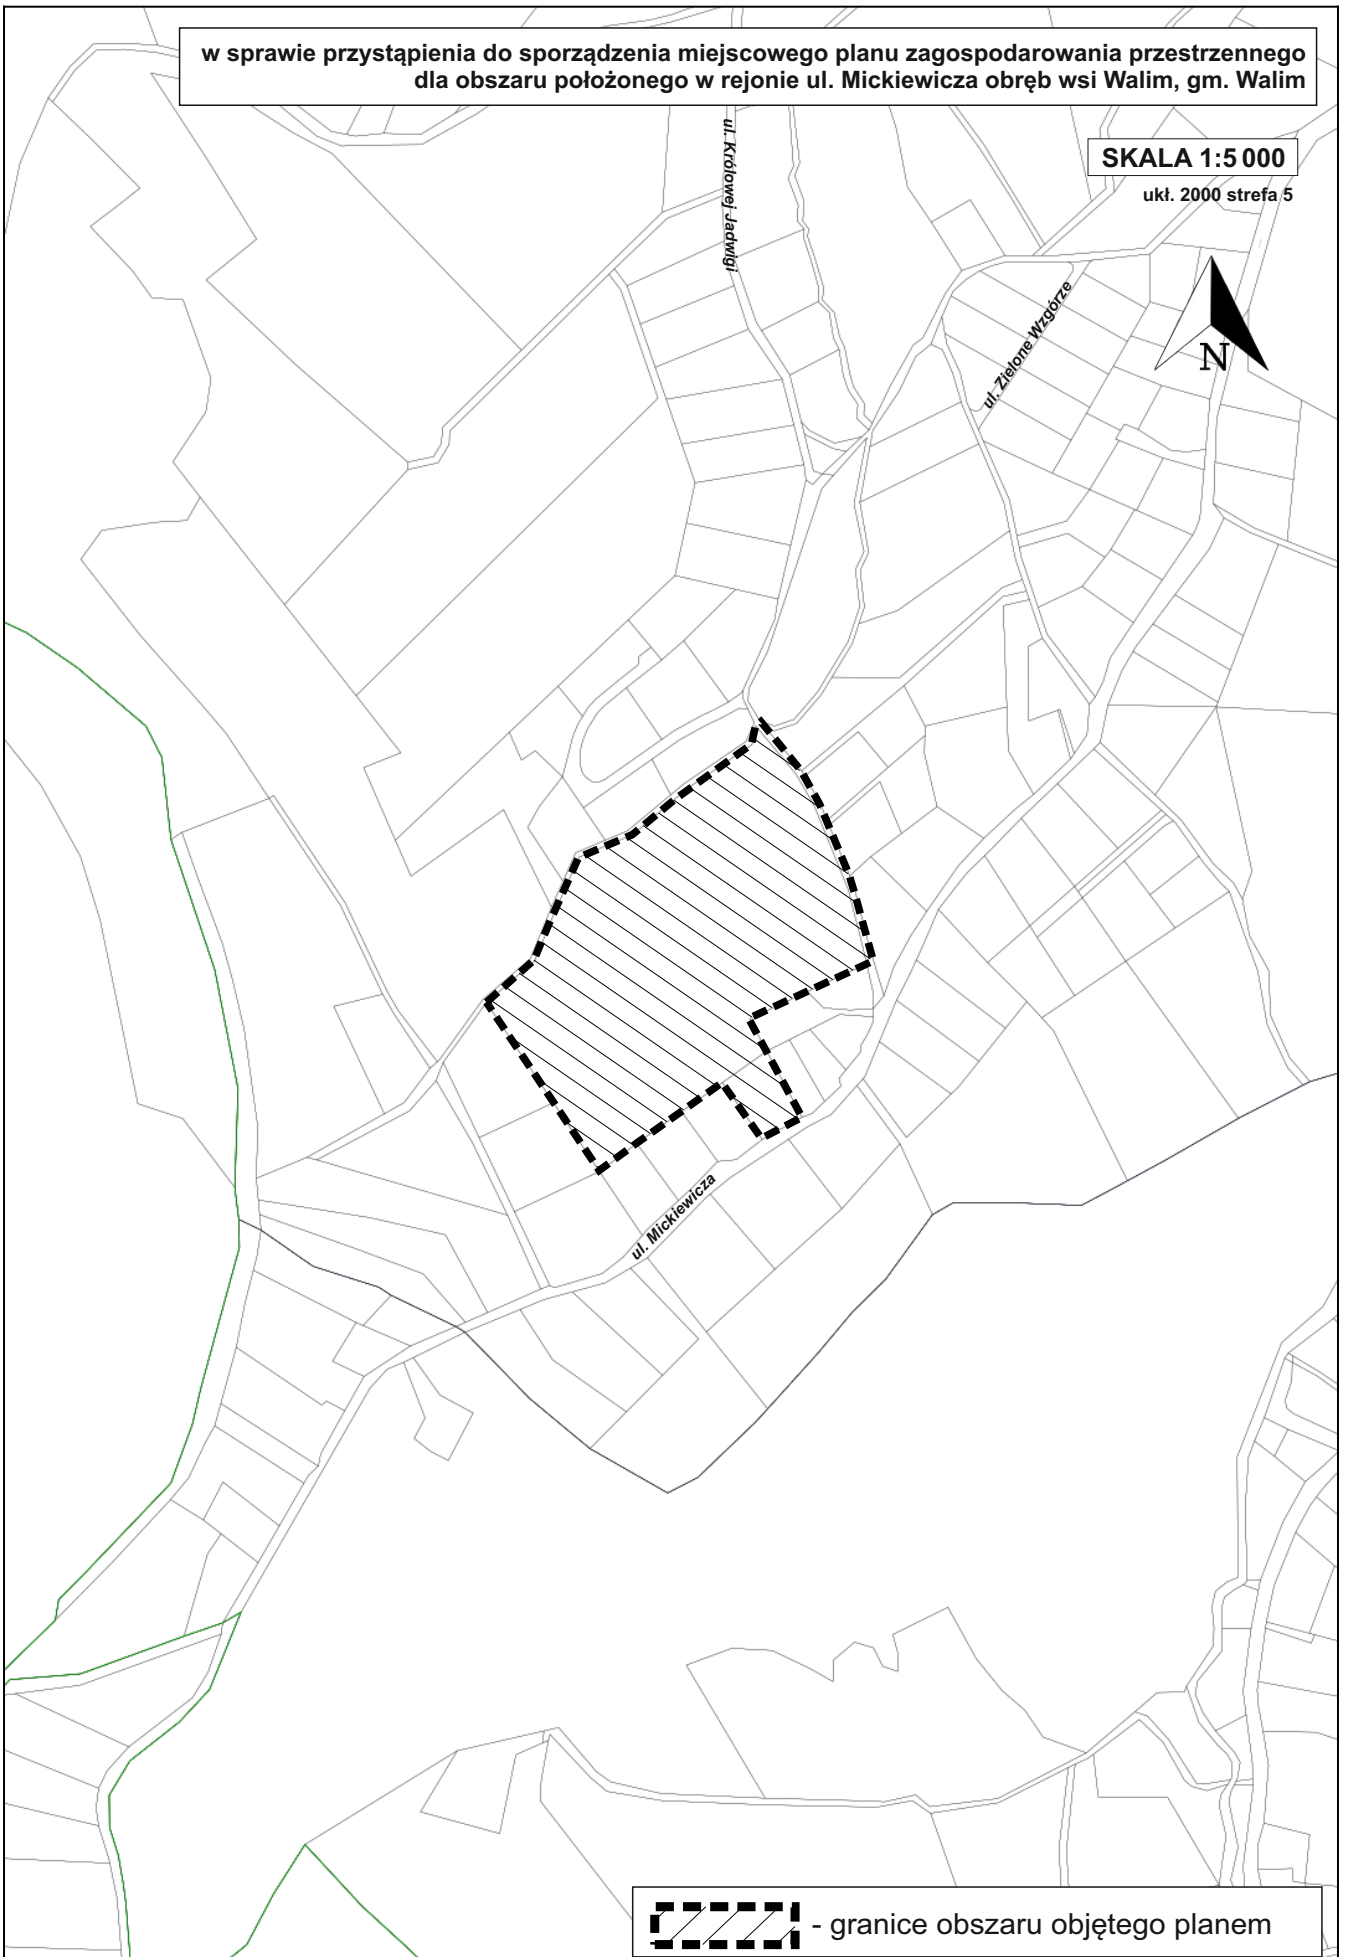 w sprawie przystąpienia do sporządzenia miejscowego planu zagospodarowania przestrzennego
dla obszaru położonego w rejonie ul. Mickiewicza obręb wsi Walim, gm. Walim
SKALA 1:5 000
ukł. 2000 strefa 5
ul. Królowej Jadwigi
ul. Zielone Wzgórze
N
ul. Mickiewicza
- granice obszaru objętego planem